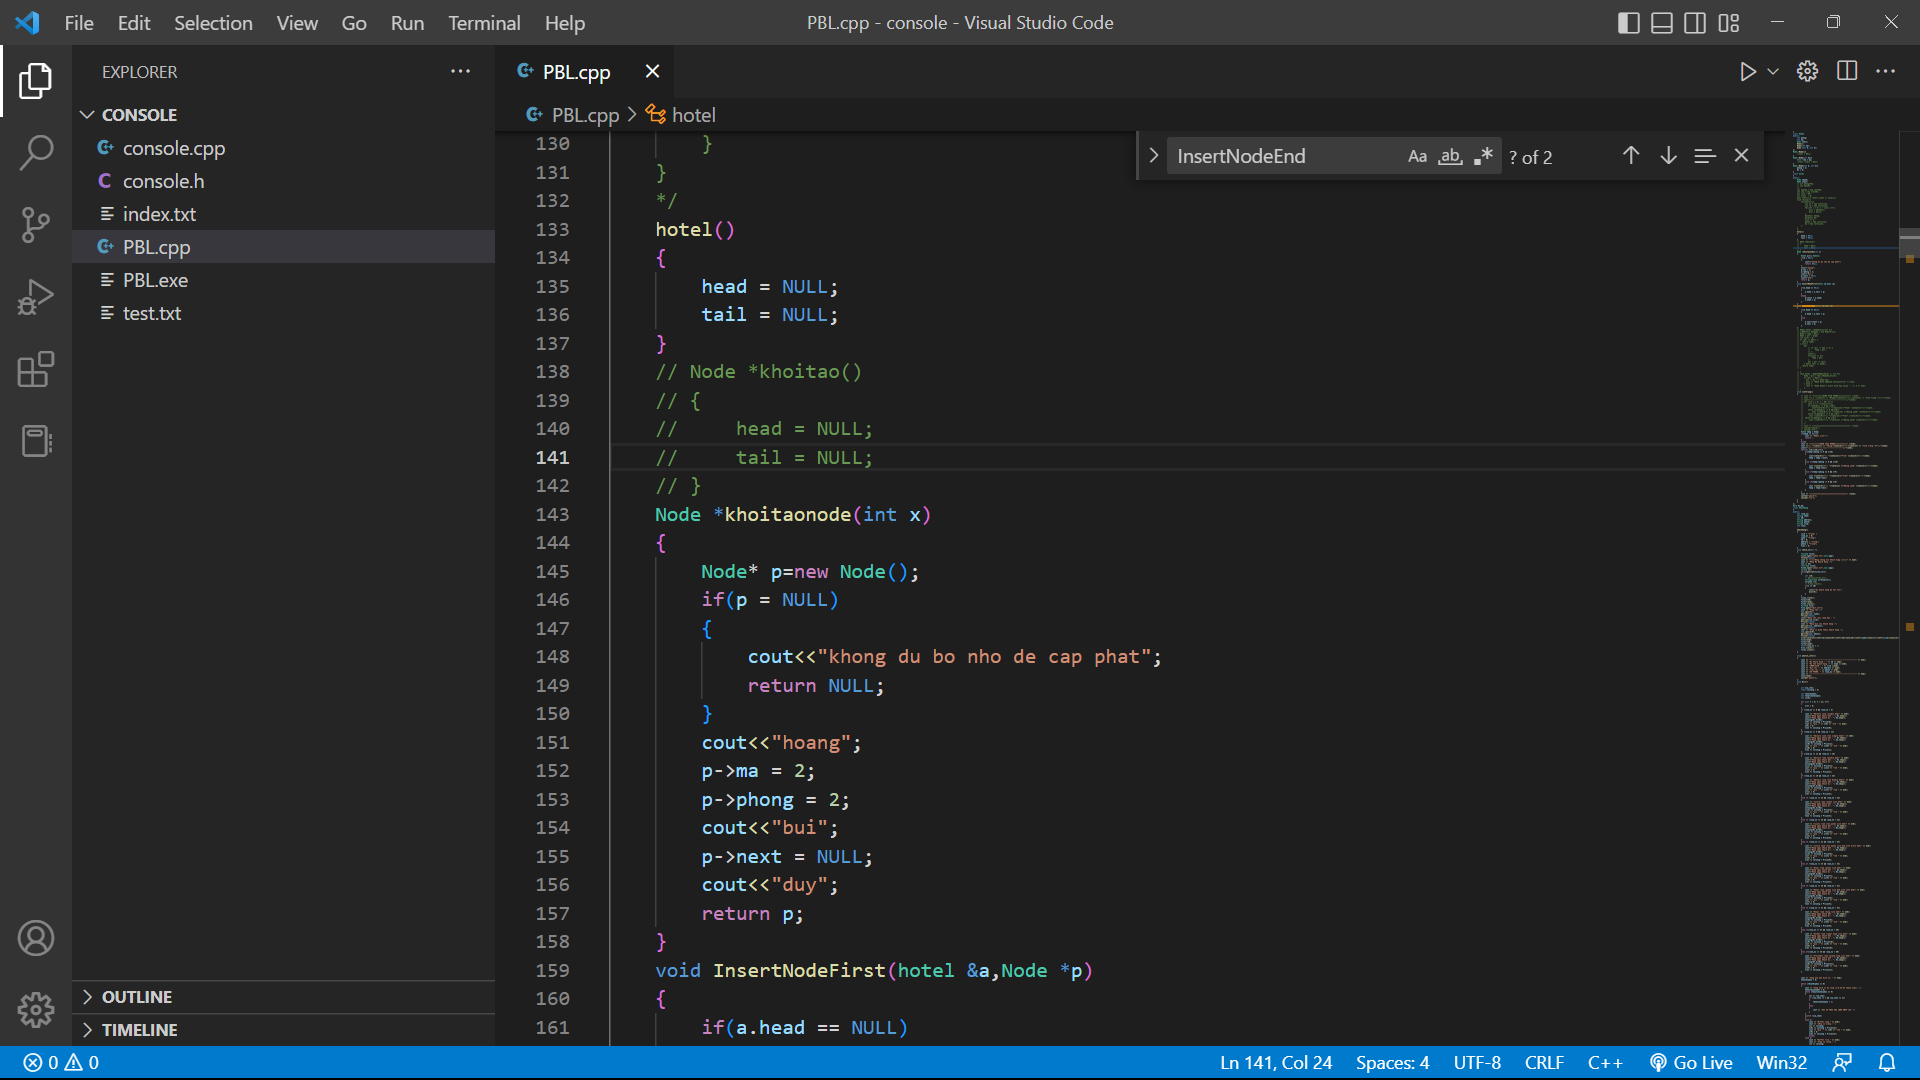 File Edit Selection View Go Run Terminal Help
PBL.cpp - console - Visual Studio Code
EXPLORER
CONSOLE
console.cpp
console.h
index.txt
PBL.cpp
PBL.exe
test.txt
OUTLINE
TIMELINE
PBL.cpp
PBL.cpp > hotel
InsertNodeEnd Aa ab .* ? of 2
130 }
131 }
132 */
133 hotel()
134 {
135 head = NULL;
136 tail = NULL;
137 }
138 // Node *khoitao()
139 // {
140 //     head = NULL;
141 //     tail = NULL;
142 // }
143 Node *khoitaonode(int x)
144 {
145 Node* p=new Node();
146 if(p = NULL)
147 {
148 cout<<"khong du bo nho de cap phat";
149 return NULL;
150 }
151 cout<<"hoang";
152 p->ma = 2;
153 p->phong = 2;
154 cout<<"bui";
155 p->next = NULL;
156 cout<<"duy";
157 return p;
158 }
159 void InsertNodeFirst(hotel &a,Node *p)
160 {
161 if(a.head == NULL)
0 0
Ln 141, Col 24 Spaces: 4 UTF-8 CRLF C++ Go Live Win32